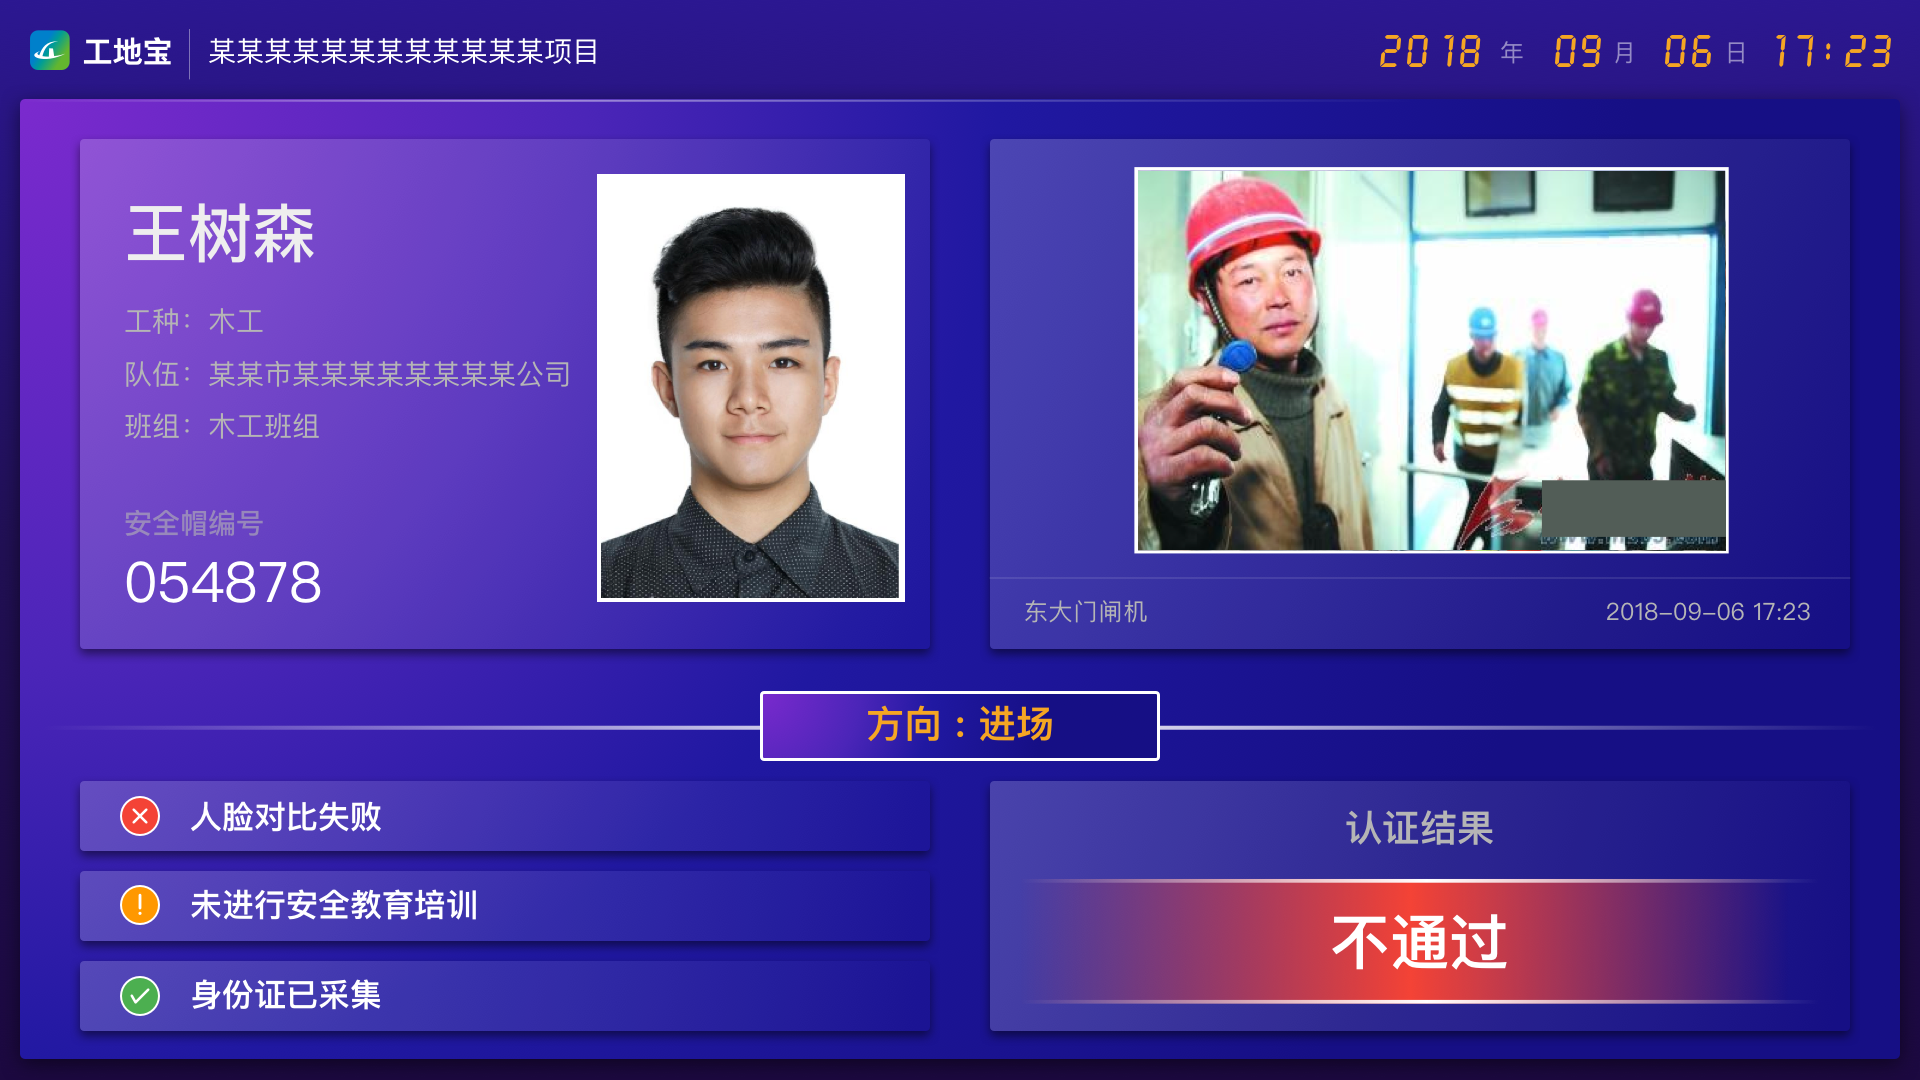 工地宝
某某某某某某某某某某某某项目
2018 年 09 月 06 日 17:23
王树森
工种：木工
队伍：某某市某某某某某某某某公司
班组：木工班组
安全帽编号
054878
东大门闸机
2018-09-06 17:23
方向：进场
人脸对比失败
未进行安全教育培训
身份证已采集
认证结果
不通过